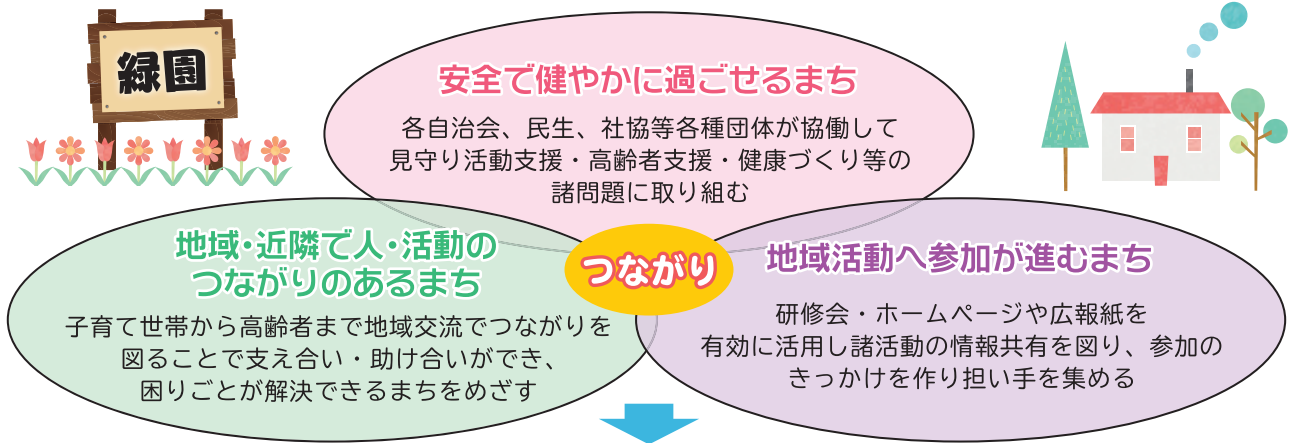 緑園
安全で健やかに過ごせるまち
各自治会、民生、社協等各種団体が協働して
見守り活動支援・高齢者支援・健康づくり等の
諸問題に取り組む
地域・近隣で人・活動の
つながりのあるまち
子育て世帯から高齢者まで地域交流でつながりを
図ることで支え合い・助け合いができ、
困りごとが解決できるまちをめざす
つながり
地域活動へ参加が進むまち
研修会・ホームページや広報紙を
有効に活用し諸活動の情報共有を図り、参加の
きっかけを作り担い手を集める